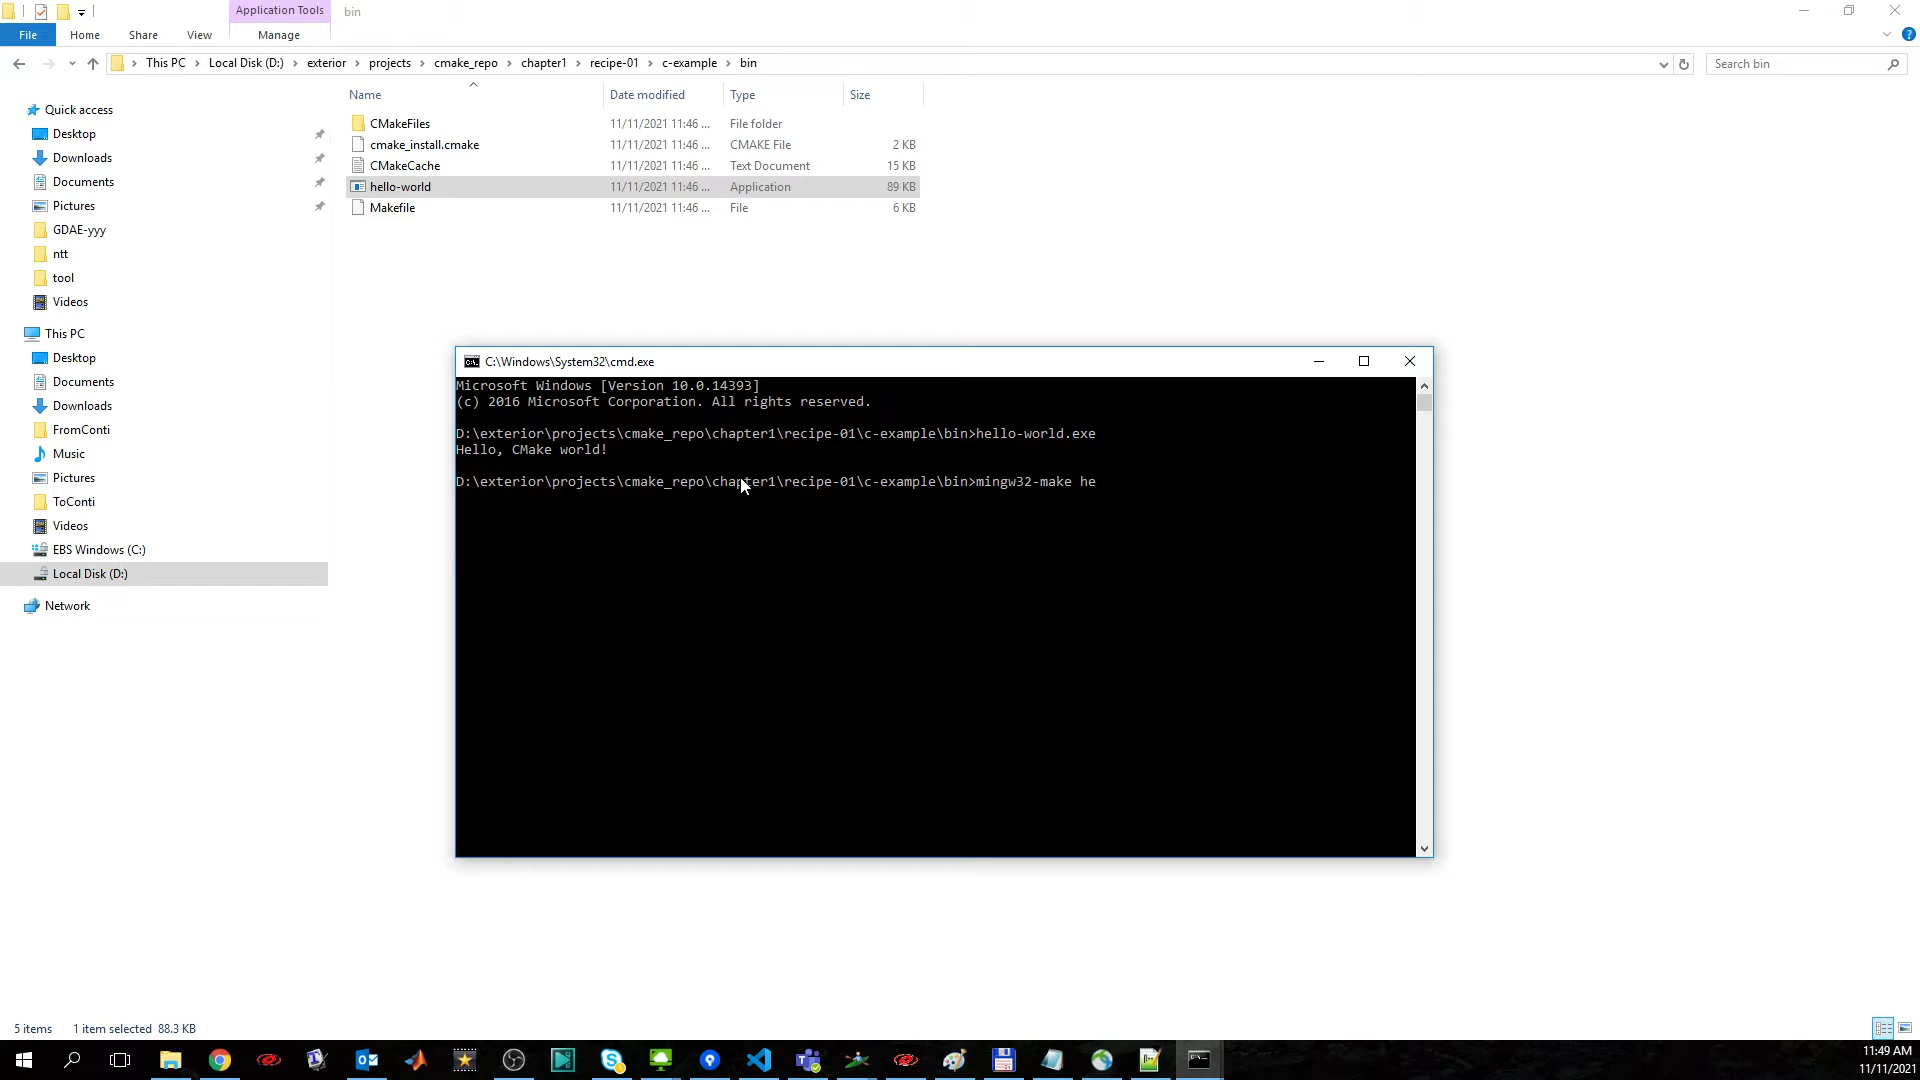 Application Tools
bin
File
Home
Share
View
Manage
This PC
Local Disk (D:)
exterior
projects
cmake_repo
chapter1
recipe-01
c-example
bin
Search bin
Name
Date modified
Type
Size
CMakeFiles 11/11/2021 11:46 ... File folder
cmake_install.cmake 11/11/2021 11:46 ... CMAKE File 2 KB
CMakeCache 11/11/2021 11:46 ... Text Document 15 KB
hello-world 11/11/2021 11:46 ... Application 89 KB
Makefile 11/11/2021 11:46 ... File 6 KB
Quick access
Desktop
Downloads
Documents
Pictures
GDAE-yyy
ntt
tool
Videos
This PC
Desktop
Documents
Downloads
FromConti
Music
Pictures
ToConti
Videos
EBS Windows (C:)
Local Disk (D:)
Network
C:\Windows\System32\cmd.exe
Microsoft Windows [Version 10.0.14393]
(c) 2016 Microsoft Corporation. All rights reserved.
D:\exterior\projects\cmake_repo\chapter1\recipe-01\c-example\bin>hello-world.exe
Hello, CMake world!
D:\exterior\projects\cmake_repo\chapter1\recipe-01\c-example\bin>mingw32-make he
5 items
1 item selected 88.3 KB
11:49 AM
11/11/2021